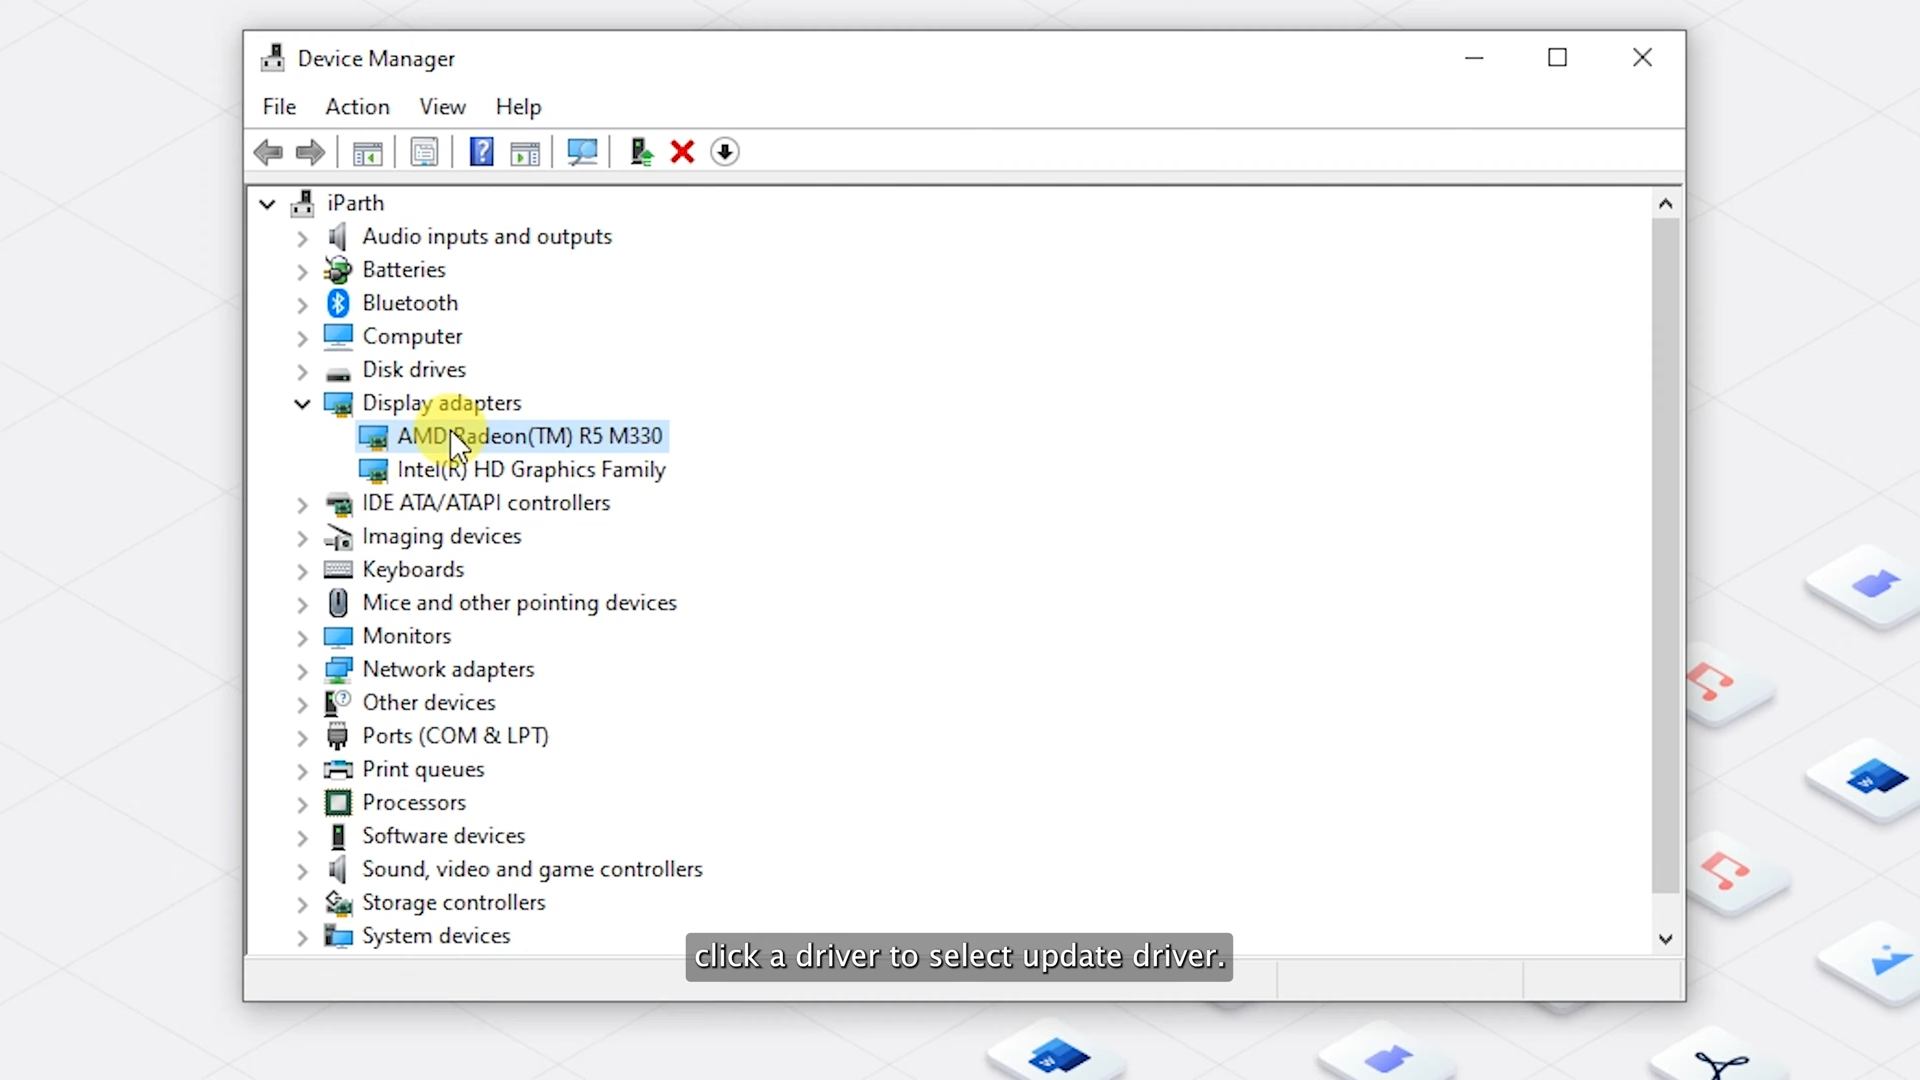 Device Manager
File Action View Help
iParth
Audio inputs and outputs
Batteries
Bluetooth
Computer
Disk drives
Display adapters
AMD Radeon(TM) R5 M330
Intel(R) HD Graphics Family
IDE ATA/ATAPI controllers
Imaging devices
Keyboards
Mice and other pointing devices
Monitors
Network adapters
Other devices
Ports (COM & LPT)
Print queues
Processors
Software devices
Sound, video and game controllers
Storage controllers
System devices
click a driver to select update driver.